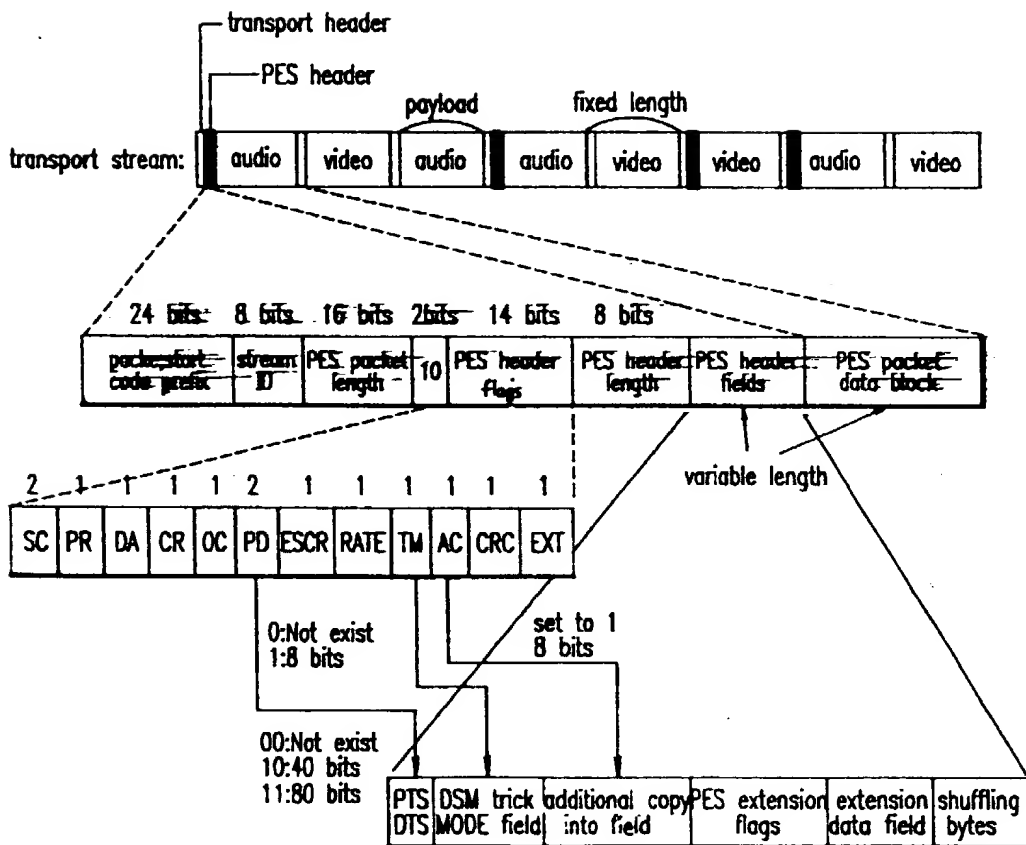 transport header
PES header
payload
fixed length
transport stream:
audio
video
audio
audio
video
video
audio
video
24 bits
8 bits
16 bits
2bits
14 bits
8 bits
code prefix
stream
ID
PES packet
length
10
PES header
flags
PES header
length
PES header
fields
PES packet
data block
variable length
2 1 1 1 1 2 1 1 1 1 1 1
SC PR DA CR OC PD ESCR RATE TM AC CRC EXT
0:Not exist
1:8 bits
set to 1
8 bits
00:Not exist
10:40 bits
11:80 bits
PTS
DTS
DSM trick
MODE field
additional copy
into field
PES extension
flags
extension
data field
shuffling
bytes